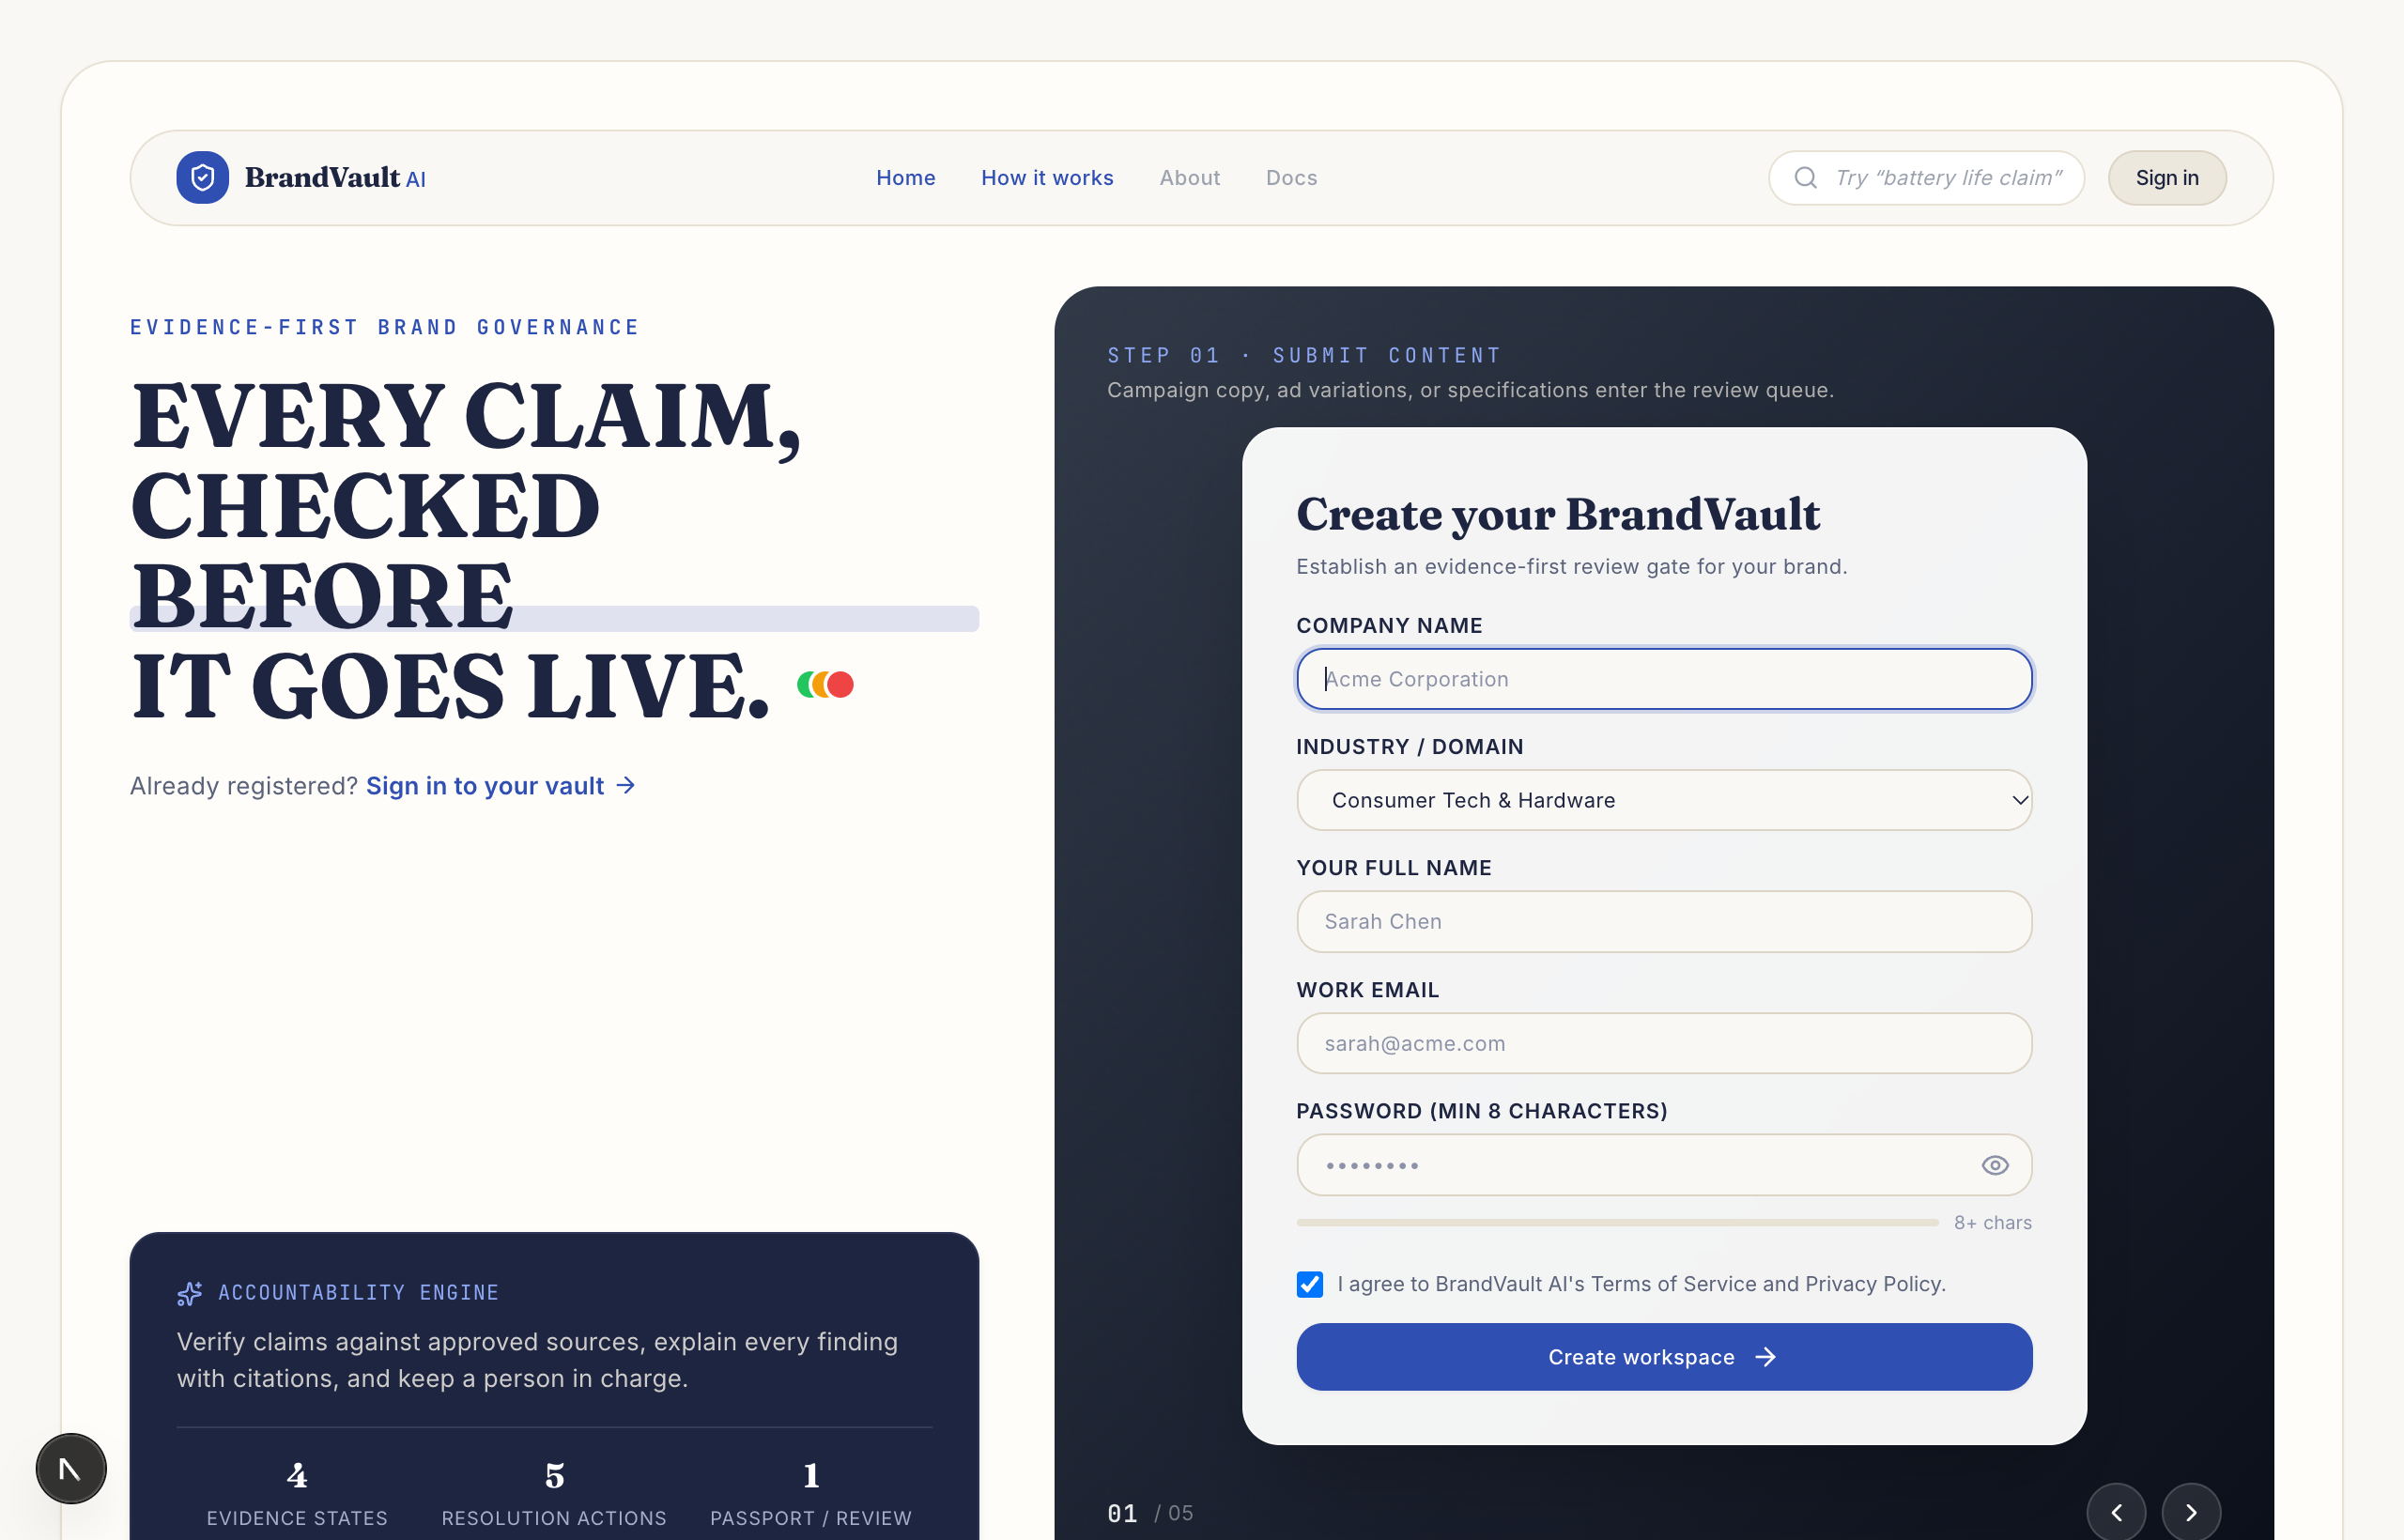 BrandVault AI
Home How it works About Docs
Try “battery life claim”
Sign in
EVIDENCE-FIRST BRAND GOVERNANCE
EVERY CLAIM,
CHECKED
BEFORE
IT GOES LIVE.
Already registered? Sign in to your vault →
ACCOUNTABILITY ENGINE
Verify claims against approved sources, explain every finding
with citations, and keep a person in charge.
4 5 1
EVIDENCE STATES RESOLUTION ACTIONS PASSPORT / REVIEW
STEP 01 · SUBMIT CONTENT
Campaign copy, ad variations, or specifications enter the review queue.
Create your BrandVault
Establish an evidence-first review gate for your brand.
COMPANY NAME
Acme Corporation
INDUSTRY / DOMAIN
Consumer Tech & Hardware
YOUR FULL NAME
Sarah Chen
WORK EMAIL
sarah@acme.com
PASSWORD (MIN 8 CHARACTERS)
••••••••
8+ chars
I agree to BrandVault AI's Terms of Service and Privacy Policy.
Create workspace →
01 / 05